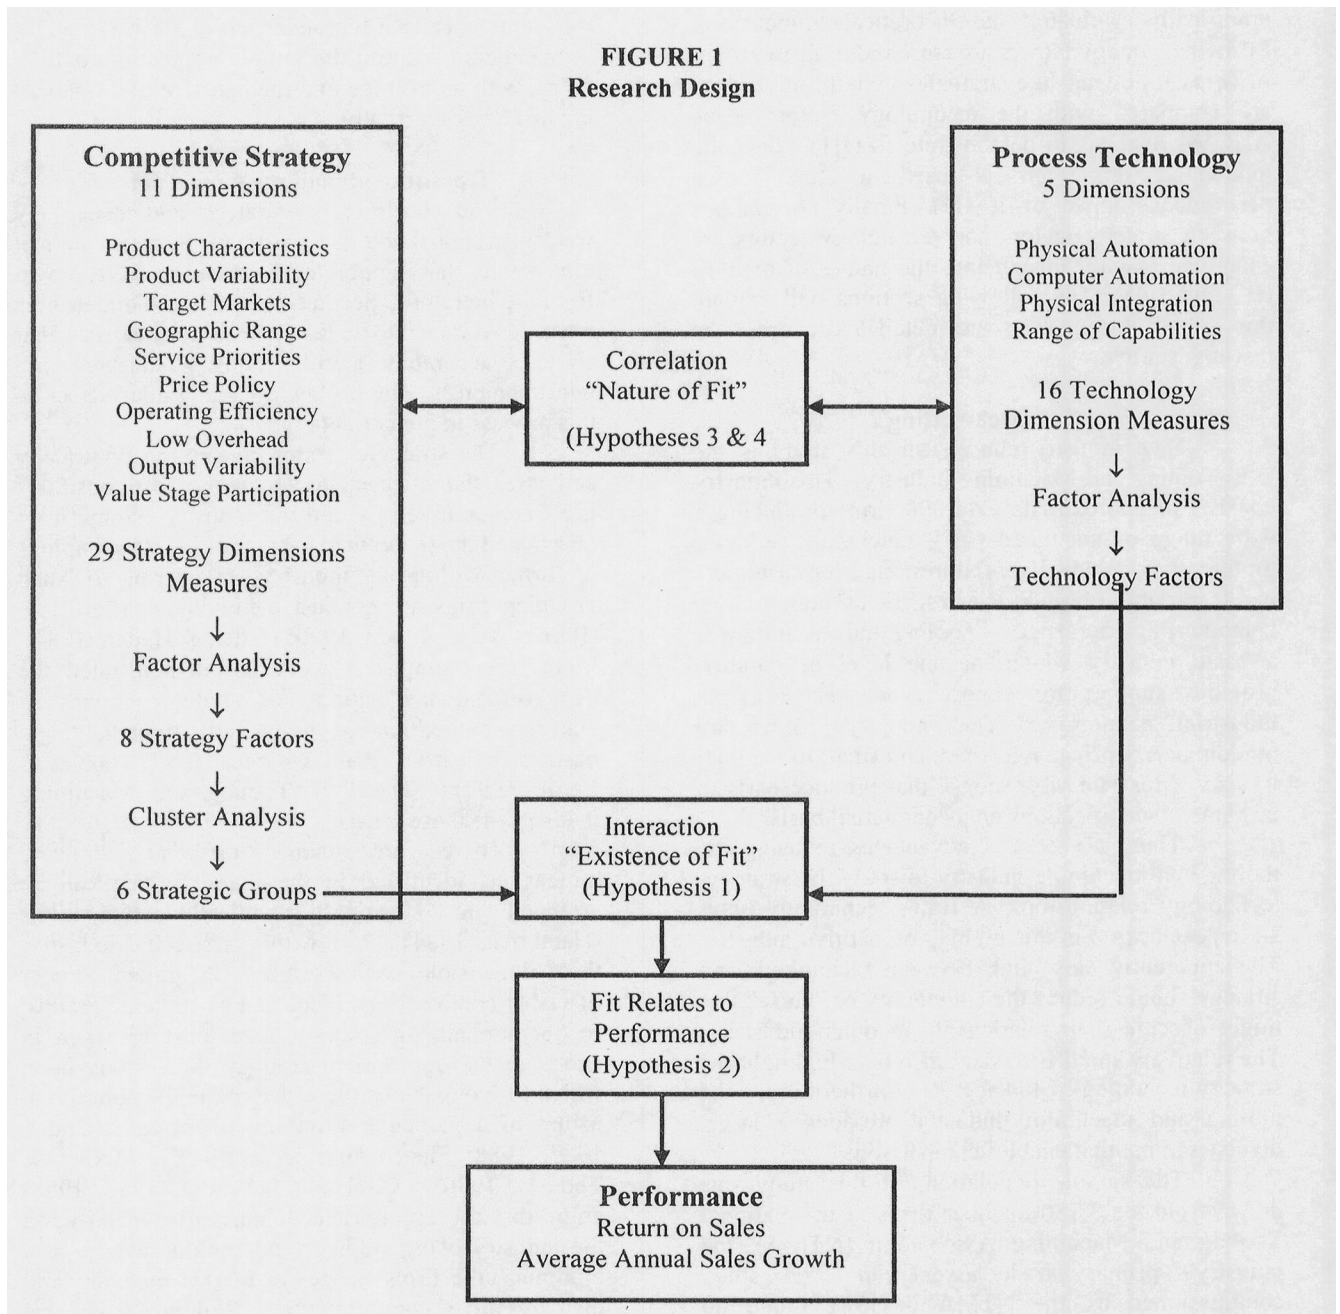 FIGURE 1
Research Design
Competitive Strategy
11 Dimensions
Product Characteristics
Product Variability
Target Markets
Geographic Range
Service Priorities
Price Policy
Operating Efficiency
Low Overhead
Output Variability
Value Stage Participation
29 Strategy Dimensions
Measures
↓
Factor Analysis
↓
8 Strategy Factors
↓
Cluster Analysis
↓
6 Strategic Groups
Correlation
“Nature of Fit”
(Hypotheses 3 & 4
Process Technology
5 Dimensions
Physical Automation
Computer Automation
Physical Integration
Range of Capabilities
16 Technology
Dimension Measures
↓
Factor Analysis
↓
Technology Factors
Interaction
“Existence of Fit”
(Hypothesis 1)
Fit Relates to
Performance
(Hypothesis 2)
Performance
Return on Sales
Average Annual Sales Growth